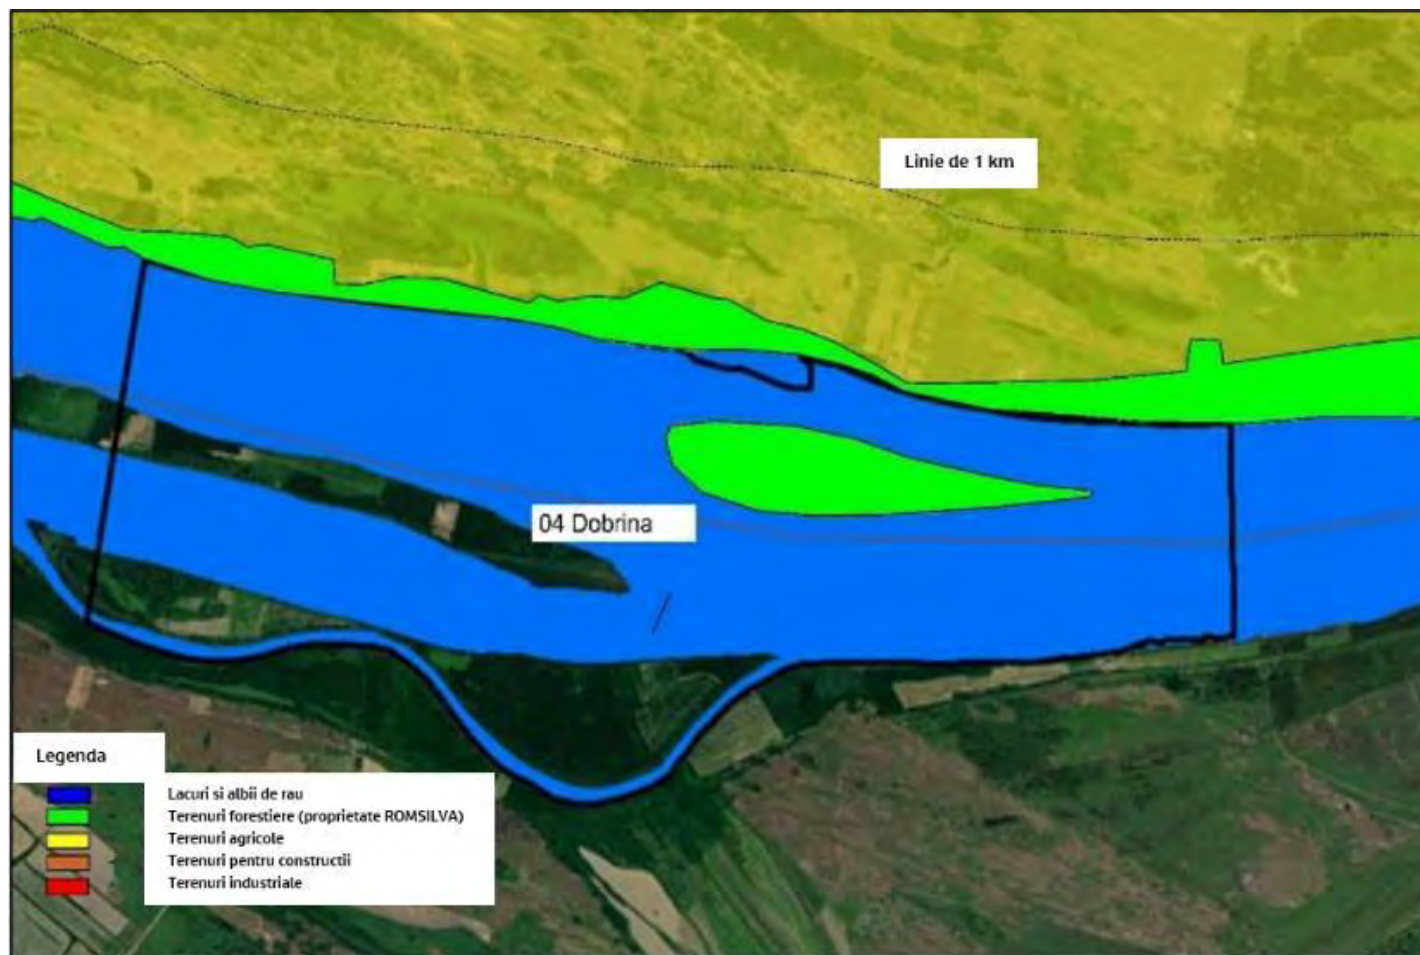 Linie de 1 km
04 Dobrina
Legenda
Lacuri si albii de rau
Terenuri forestiere (proprietate ROMSILVA)
Terenuri agricole
Terenuri pentru constructii
Terenuri industriale